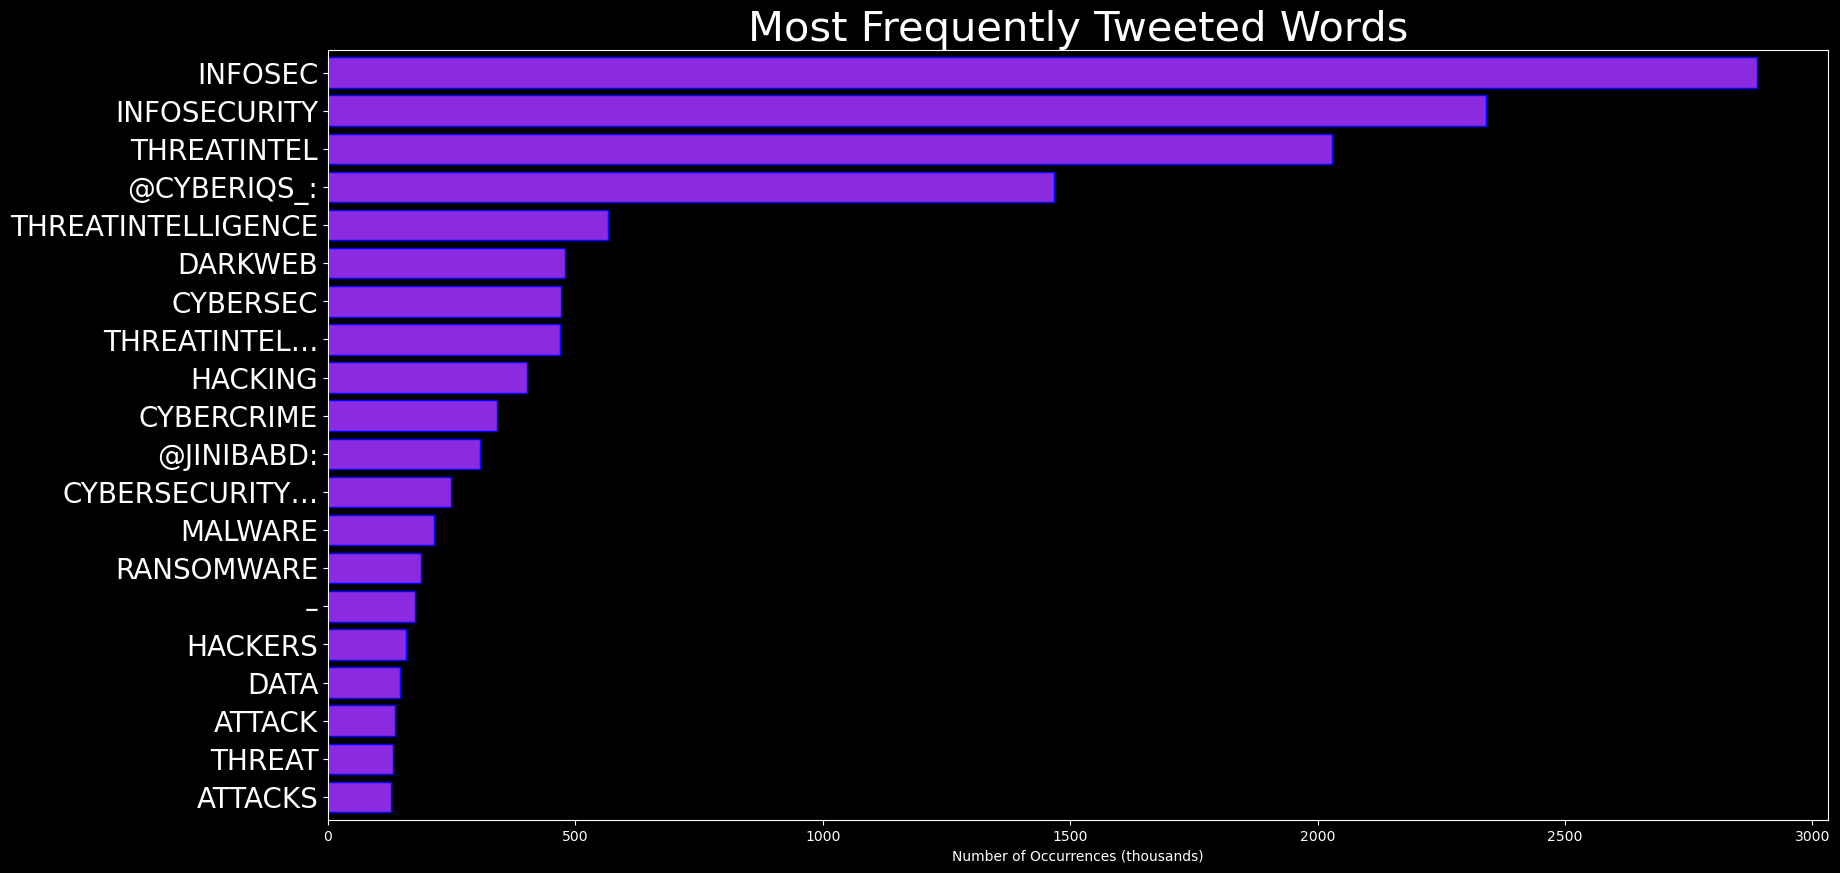 Most Frequently Tweeted Words
INFOSEC
INFOSECURITY
THREATINTEL
@CYBERIQS_:
THREATINTELLIGENCE
DARKWEB
CYBERSEC
THREATINTEL…
HACKING
CYBERCRIME
@JINIBABD:
CYBERSECURITY…
MALWARE
RANSOMWARE
–
HACKERS
DATA
ATTACK
THREAT
ATTACKS
0 500 1000 1500 2000 2500 3000
Number of Occurrences (thousands)